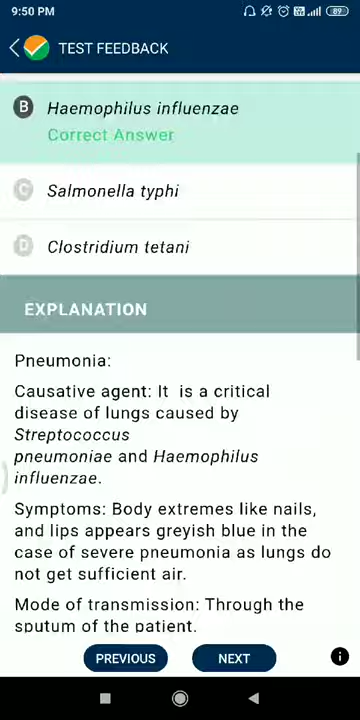 9:50 PM
89
TEST FEEDBACK
B Haemophilus influenzae
Correct Answer
C Salmonella typhi
D Clostridium tetani
EXPLANATION
Pneumonia:
Causative agent: It is a critical
disease of lungs caused by
Streptococcus
pneumoniae and Haemophilus
influenzae.
Symptoms: Body extremes like nails,
and lips appears greyish blue in the
case of severe pneumonia as lungs do
not get sufficient air.
Mode of transmission: Through the
sputum of the patient.
PREVIOUS NEXT